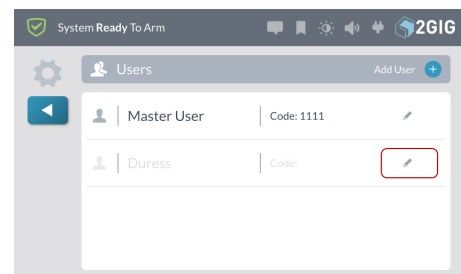 System Ready To Arm
2GIG
Users
Add User +
Master User
Code: 1111
Duress
Code: